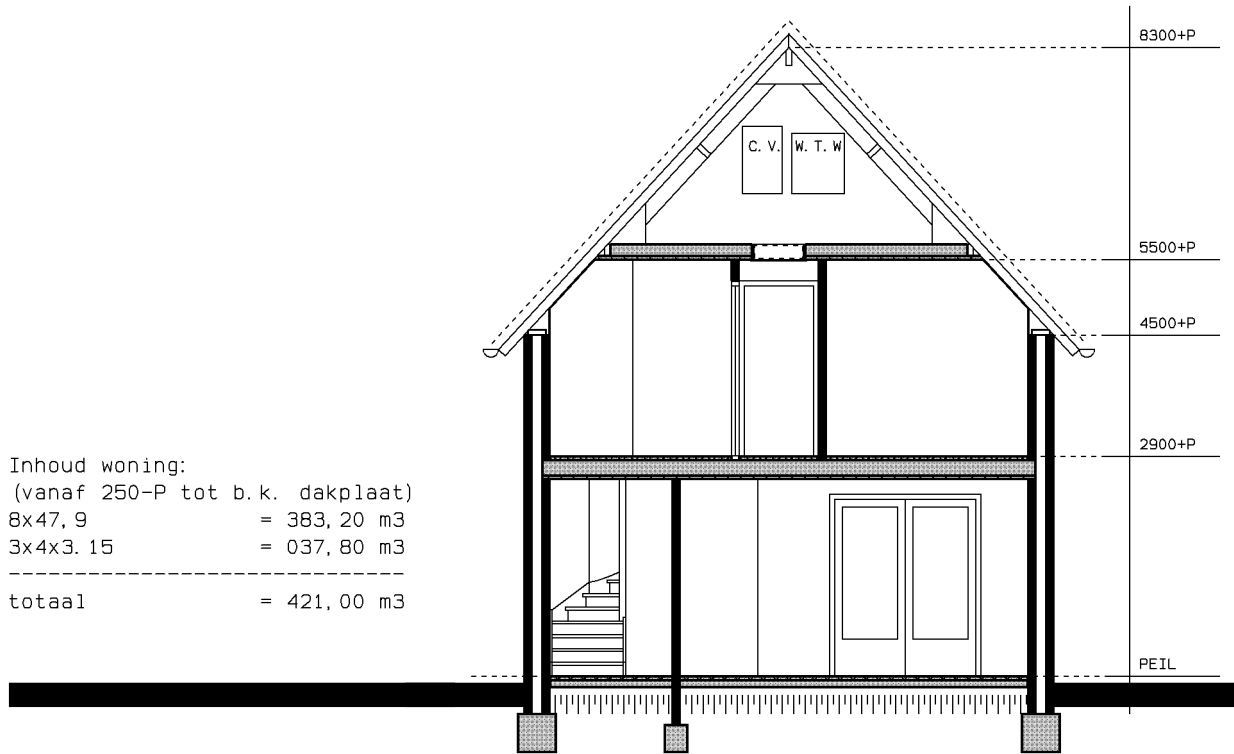 8300+P
C. V.
W. T. W
5500+P
4500+P
2900+P
Inhoud woning:
(vanaf 250-P tot b.k. dakplaat)
8x47,9 = 383,20 m3
3x4x3.15 = 037,80 m3
-------------------------------
totaal = 421,00 m3
PEIL